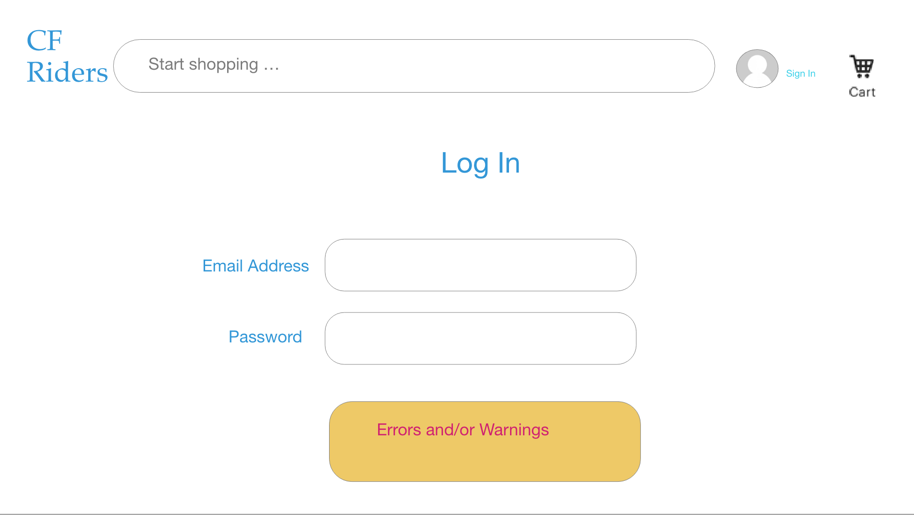 CF
Riders
Start shopping …
Sign In
Cart
Log In
Email Address
Password
Errors and/or Warnings